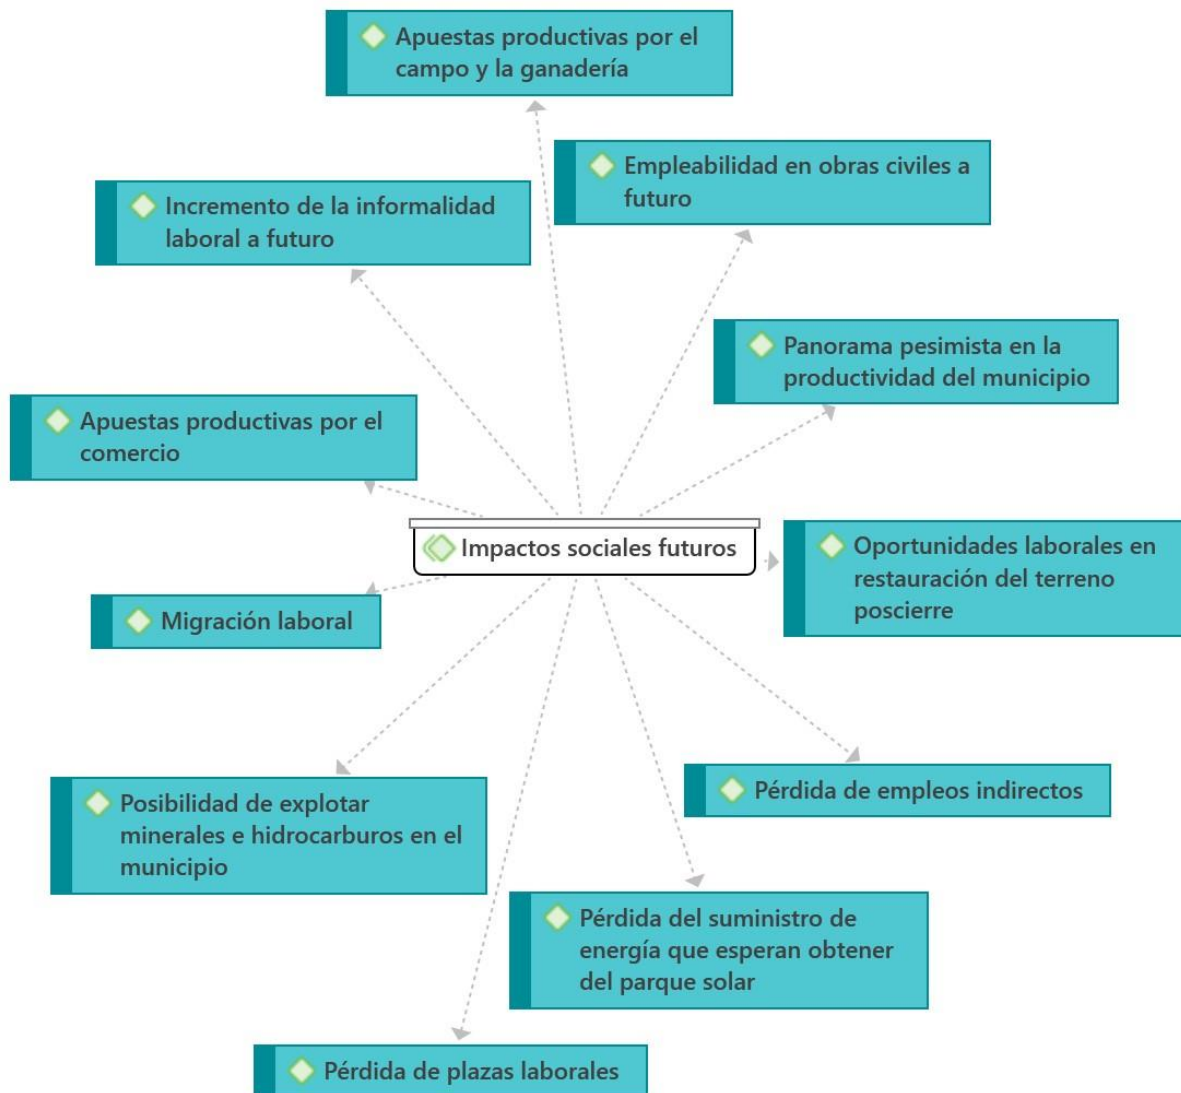 Apuestas productivas por el
campo y la ganadería
Empleabilidad en obras civiles a
futuro
Incremento de la informalidad
laboral a futuro
Panorama pesimista en la
productividad del municipio
Apuestas productivas por el
comercio
Impactos sociales futuros
Oportunidades laborales en
restauración del terreno
poscierre
Migración laboral
Posibilidad de explotar
minerales e hidrocarburos en el
municipio
Pérdida de empleos indirectos
Pérdida del suministro de
energía que esperan obtener
del parque solar
Pérdida de plazas laborales